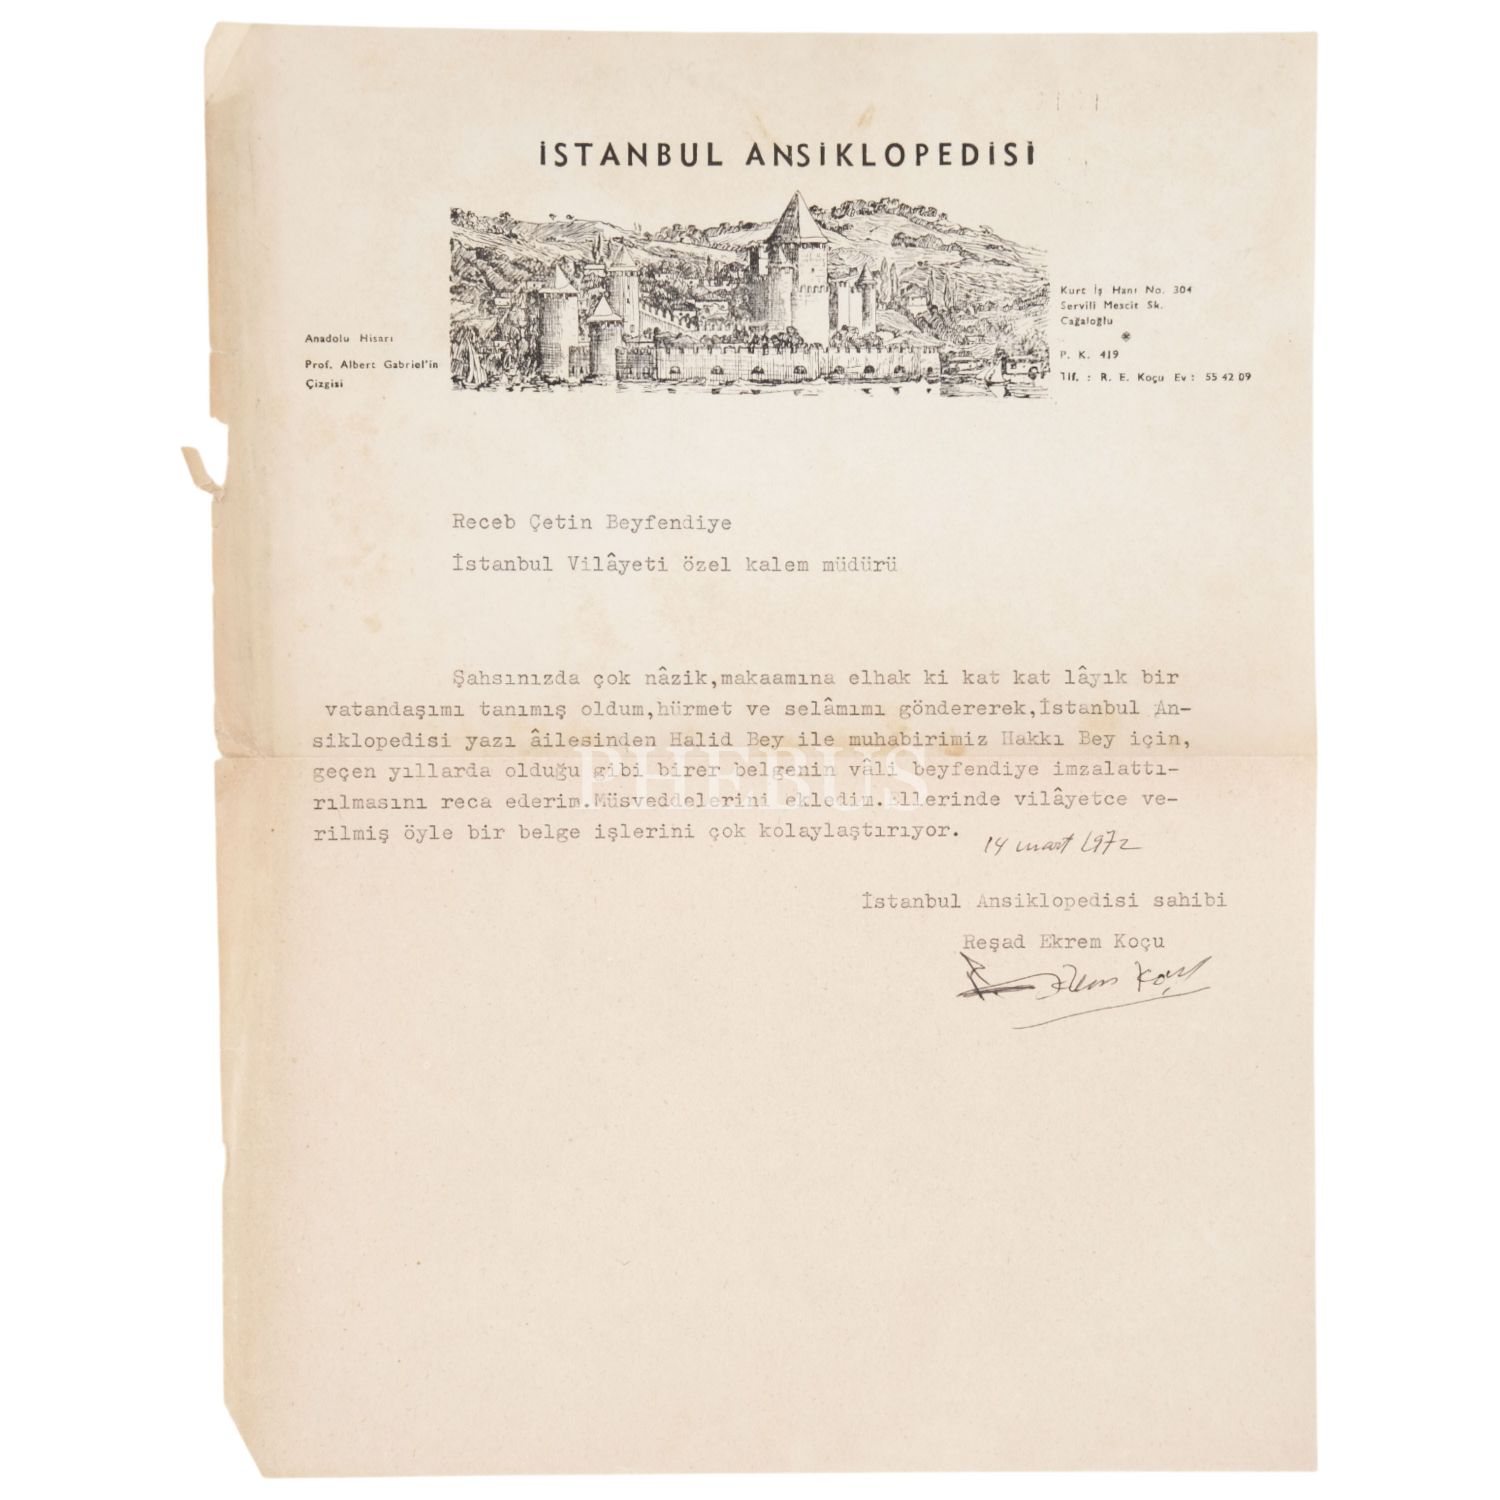 İSTANBUL ANSİKLOPEDİSİ
Anadolu Hisarı
Prof. Albert Gabriel'in
Çizgisi
Kurt İş Hanı No. 304
Servili Mescit Sk.
Cağaloğlu
P. K. 419
Tlf. : R. E. Koçu Ev : 55 42 09
Receb Çetin Beyfendiye
İstanbul Vilâyeti özel kalem müdürü
Şahsınızda çok nâzik,makaamına elhak ki kat kat lâyık bir
vatandaşımı tanımış oldum,hürmet ve selâmımı göndererek,İstanbul An-
siklopedisi yazı âilesinden Halid Bey ile muhabirimiz Hakkı Bey için,
geçen yıllarda olduğu gibi birer belgenin vâli beyfendiye imzalattı-
rılmasını reca ederim.Müsveddelerini ekledim.Ellerinde vilâyetce ve-
rilmiş öyle bir belge işlerini çok kolaylaştırıyor.
14 mart 1972
İstanbul Ansiklopedisi sahibi
Reşad Ekrem Koçu
R. Ekrem Koçu
PHEBUS